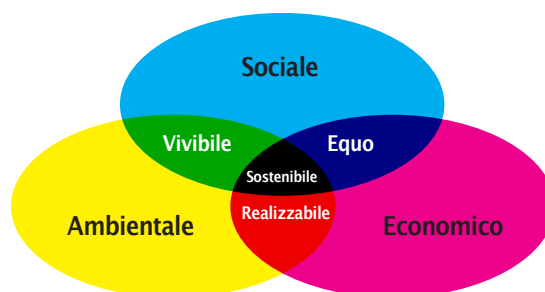 Sociale
Vivibile
Equo
Sostenibile
Realizzabile
Ambientale
Economico